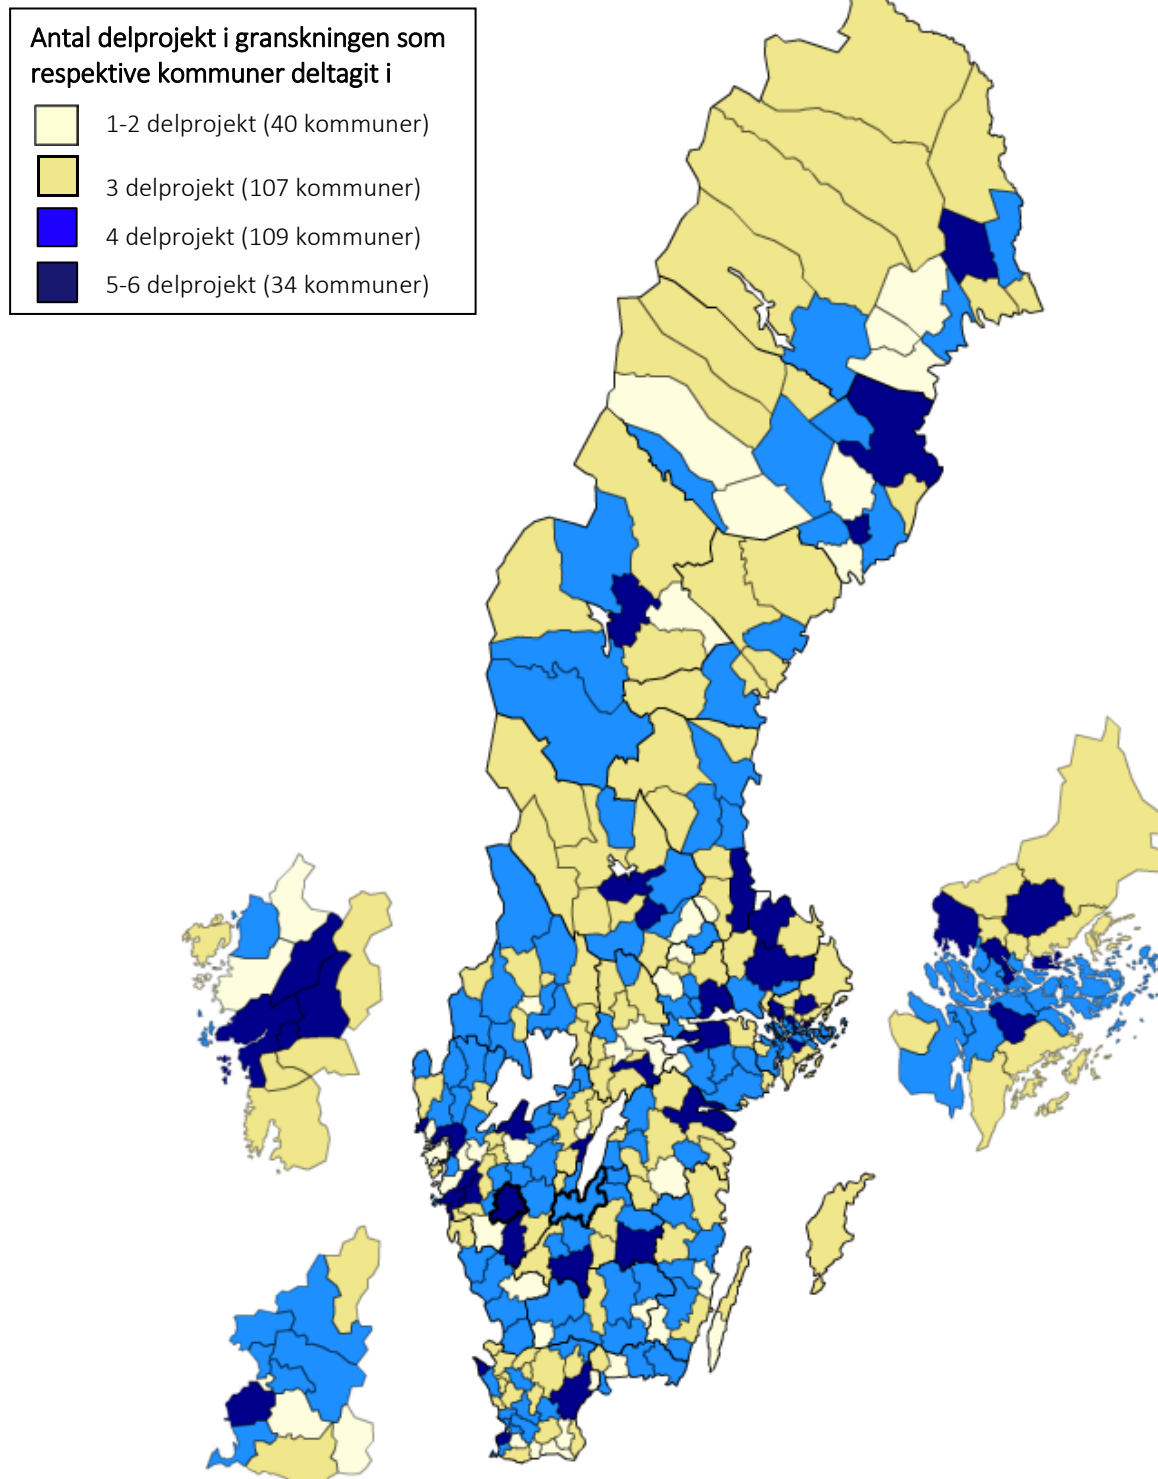 Antal delprojekt i granskningen som
respektive kommuner deltagit i
1-2 delprojekt (40 kommuner)
3 delprojekt (107 kommuner)
4 delprojekt (109 kommuner)
5-6 delprojekt (34 kommuner)